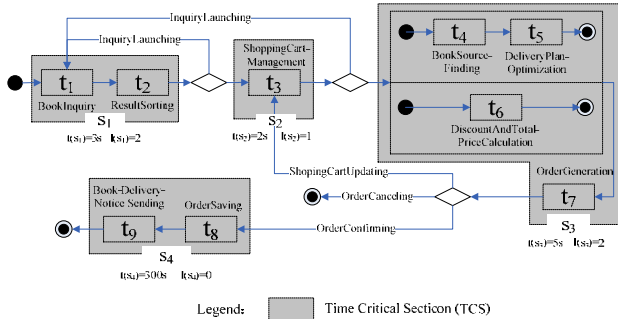 InquiryLaunching
InquiryLaunching
ShoppingCart-
Management
t4
t5
BookSource-
Finding
DeliveryPlan-
Optimization
t1
t2
t3
BookInquiry
ResultSorting
S1
S2
t(s1)=3s l(s1)=2
t(s2)=2s l(s2)=1
t6
DiscountAndTotal-
PriceCalculation
ShopingCartUpdating
OrderGeneration
Book-Delivery-
Notice Sending
OrderSaving
OrderCanceling
t7
t9
t8
OrderConfirming
S3
t(s3)=5s l(s3)=2
S4
t(s4)=300s l(s4)=0
Legend:
Time Critical Secticon (TCS)